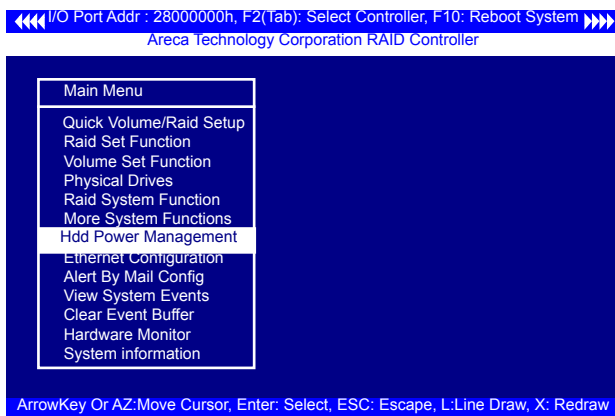 I/O Port Addr : 28000000h, F2(Tab): Select Controller, F10: Reboot System
Areca Technology Corporation RAID Controller
Main Menu
Quick Volume/Raid Setup
Raid Set Function
Volume Set Function
Physical Drives
Raid System Function
More System Functions
Hdd Power Management
Ethernet Configuration
Alert By Mail Config
View System Events
Clear Event Buffer
Hardware Monitor
System information
ArrowKey Or AZ:Move Cursor, Enter: Select, ESC: Escape, L:Line Draw, X: Redraw